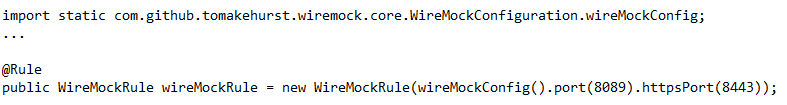 import static com.github.tomakehurst.wiremock.core.WireMockConfiguration.wireMockConfig;
...
@Rule
public WireMockRule wireMockRule = new WireMockRule(wireMockConfig().port(8089).httpsPort(8443));